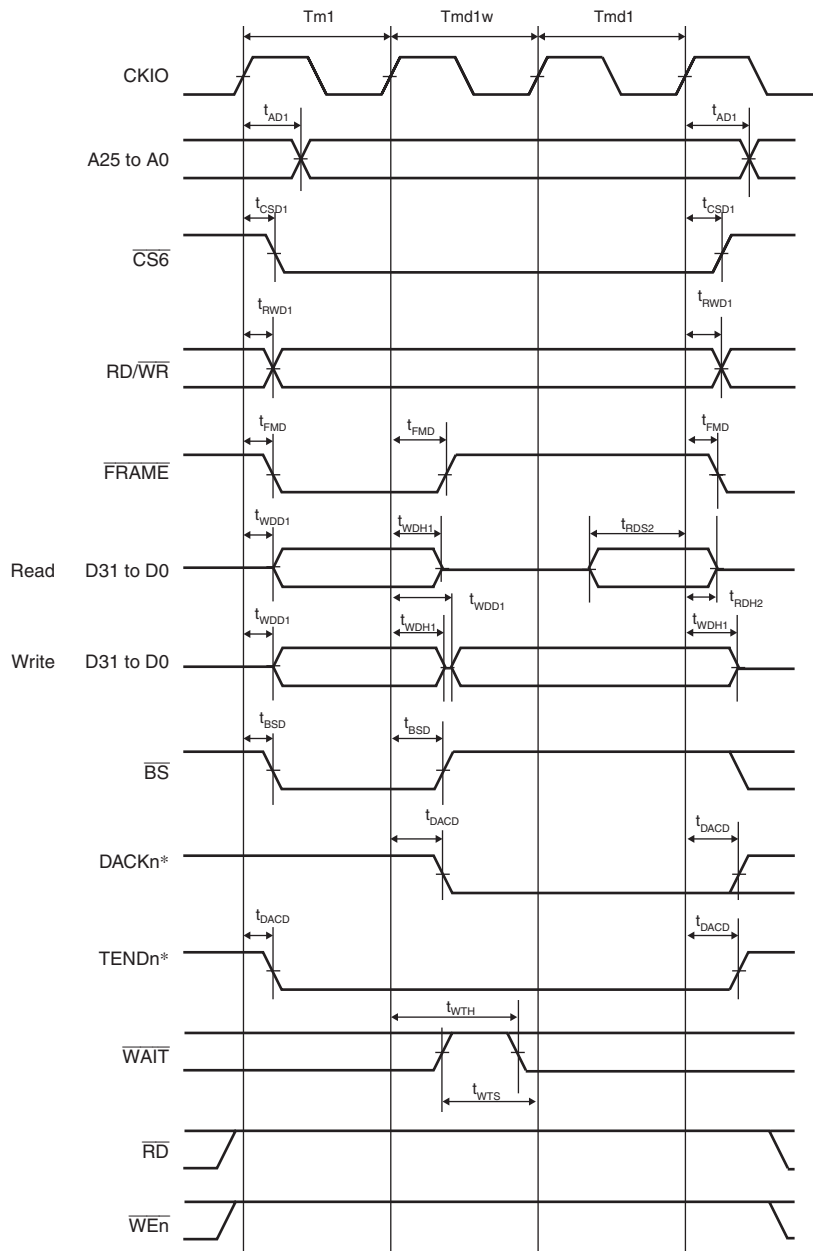 Tm1 Tmd1w Tmd1
CKIO
tAD1 tAD1
A25 to A0
tCSD1 tCSD1
CS6
tRWD1 tRWD1
RD/WR
tFMD tFMD tFMD
FRAME
tWDD1 tWDH1 tRDS2
Read D31 to D0
tWDD1 tRDH2
tWDD1 tWDH1 tWDH1
Write D31 to D0
tBSD tBSD
BS
tDACD tDACD
DACKn*
tDACD tDACD
TENDn*
tWTH
WAIT
tWTS
RD
WEn